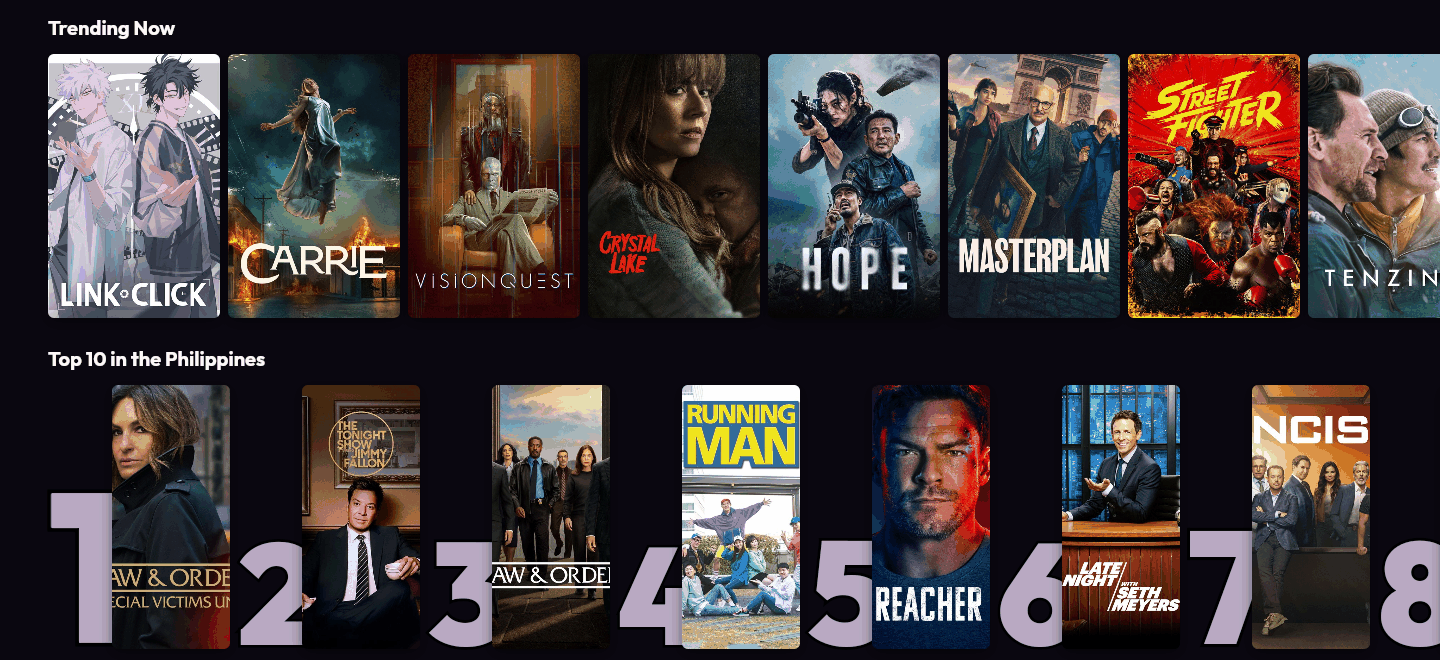 Trending Now
LINK CLICK
CARRIE
VISIONQUEST
CRYSTAL
LAKE
HOPE
MASTERPLAN
STREET
FIGHTER
TENZIN
Top 10 in the Philippines
1
AW & ORDE
ECIAL VICTIMS UN
2
THE
TONIGHT
SHOW
JIMMY
FALLON
3
AW & ORDE
4
RUNNING
MAN
5
REACHER
6
LATE
NIGHT WITH
SETH
MEYERS
7
NCIS
8